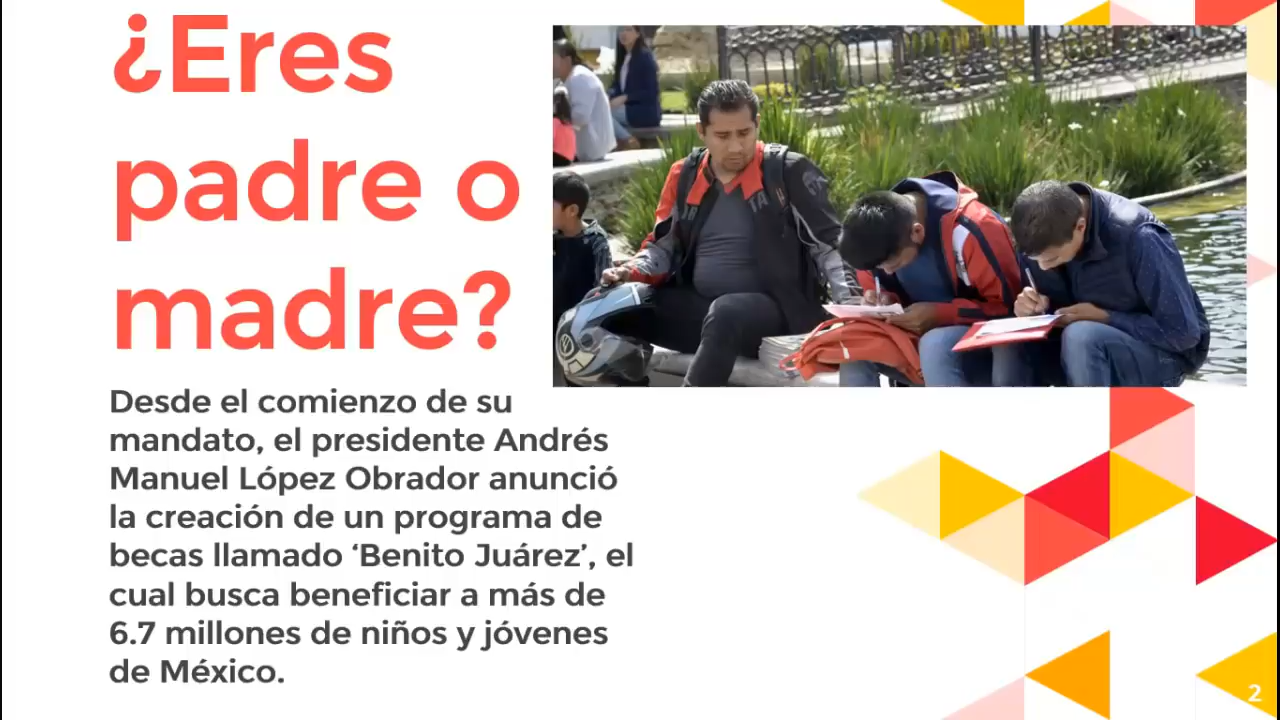 ¿Eres
padre o
madre?
Desde el comienzo de su
mandato, el presidente Andrés
Manuel López Obrador anunció
la creación de un programa de
becas llamado ‘Benito Juárez’, el
cual busca beneficiar a más de
6.7 millones de niños y jóvenes
de México.
2